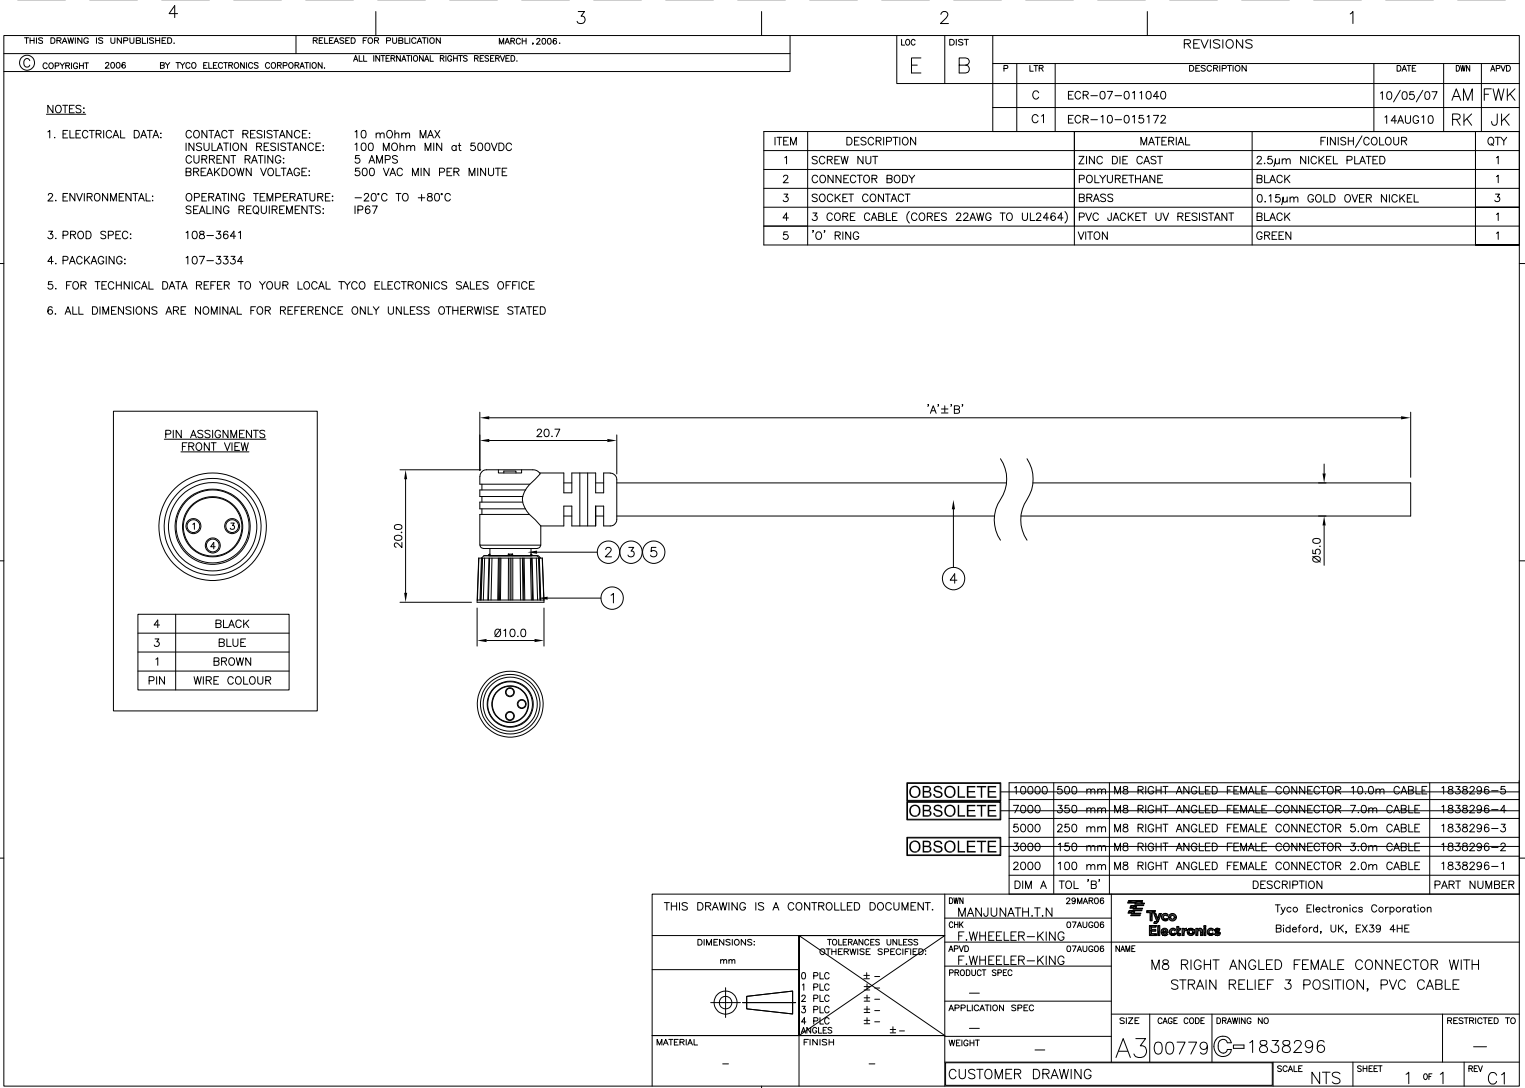 4 3 2 1
THIS DRAWING IS UNPUBLISHED. RELEASED FOR PUBLICATION MARCH ,2006.
© COPYRIGHT 2006 BY TYCO ELECTRONICS CORPORATION. ALL INTERNATIONAL RIGHTS RESERVED.
LOC DIST
E B
REVISIONS
P LTR DESCRIPTION DATE DWN APVD
C ECR-07-011040 10/05/07 AM FWK
C1 ECR-10-015172 14AUG10 RK JK
NOTES:
1. ELECTRICAL DATA: CONTACT RESISTANCE: 10 mOhm MAX
INSULATION RESISTANCE: 100 MOhm MIN at 500VDC
CURRENT RATING: 5 AMPS
BREAKDOWN VOLTAGE: 500 VAC MIN PER MINUTE
2. ENVIRONMENTAL: OPERATING TEMPERATURE: -20°C TO +80°C
SEALING REQUIREMENTS: IP67
3. PROD SPEC: 108-3641
4. PACKAGING: 107-3334
5. FOR TECHNICAL DATA REFER TO YOUR LOCAL TYCO ELECTRONICS SALES OFFICE
6. ALL DIMENSIONS ARE NOMINAL FOR REFERENCE ONLY UNLESS OTHERWISE STATED
ITEM DESCRIPTION MATERIAL FINISH/COLOUR QTY
1 SCREW NUT ZINC DIE CAST 2.5µm NICKEL PLATED 1
2 CONNECTOR BODY POLYURETHANE BLACK 1
3 SOCKET CONTACT BRASS 0.15µm GOLD OVER NICKEL 3
4 3 CORE CABLE (CORES 22AWG TO UL2464) PVC JACKET UV RESISTANT BLACK 1
5 'O' RING VITON GREEN 1
PIN ASSIGNMENTS
FRONT VIEW
1 3
4
4 BLACK
3 BLUE
1 BROWN
PIN WIRE COLOUR
'A'±'B'
20.7
20.0
2 3 5
1
4
Ø5.0
Ø10.0
OBSOLETE 10000 500 mm M8 RIGHT ANGLED FEMALE CONNECTOR 10.0m CABLE 1838296-5
OBSOLETE 7000 350 mm M8 RIGHT ANGLED FEMALE CONNECTOR 7.0m CABLE 1838296-4
5000 250 mm M8 RIGHT ANGLED FEMALE CONNECTOR 5.0m CABLE 1838296-3
OBSOLETE 3000 150 mm M8 RIGHT ANGLED FEMALE CONNECTOR 3.0m CABLE 1838296-2
2000 100 mm M8 RIGHT ANGLED FEMALE CONNECTOR 2.0m CABLE 1838296-1
DIM A TOL 'B' DESCRIPTION PART NUMBER
THIS DRAWING IS A CONTROLLED DOCUMENT.
DIMENSIONS:
mm
TOLERANCES UNLESS
OTHERWISE SPECIFIED:
0 PLC ± -
1 PLC ± -
2 PLC ± -
3 PLC ± -
4 PLC ± -
ANGLES ± -
MATERIAL
-
FINISH
-
DWN 29MAR06
MANJUNATH.T.N
CHK 07AUG06
F.WHEELER-KING
APVD 07AUG06
F.WHEELER-KING
PRODUCT SPEC
-
APPLICATION SPEC
-
WEIGHT -
CUSTOMER DRAWING
Tyco
Electronics
Tyco Electronics Corporation
Bideford, UK, EX39 4HE
NAME
M8 RIGHT ANGLED FEMALE CONNECTOR WITH
STRAIN RELIEF 3 POSITION, PVC CABLE
SIZE CAGE CODE DRAWING NO RESTRICTED TO
A3 00779 C-1838296 -
SCALE NTS SHEET 1 OF 1 REV C1